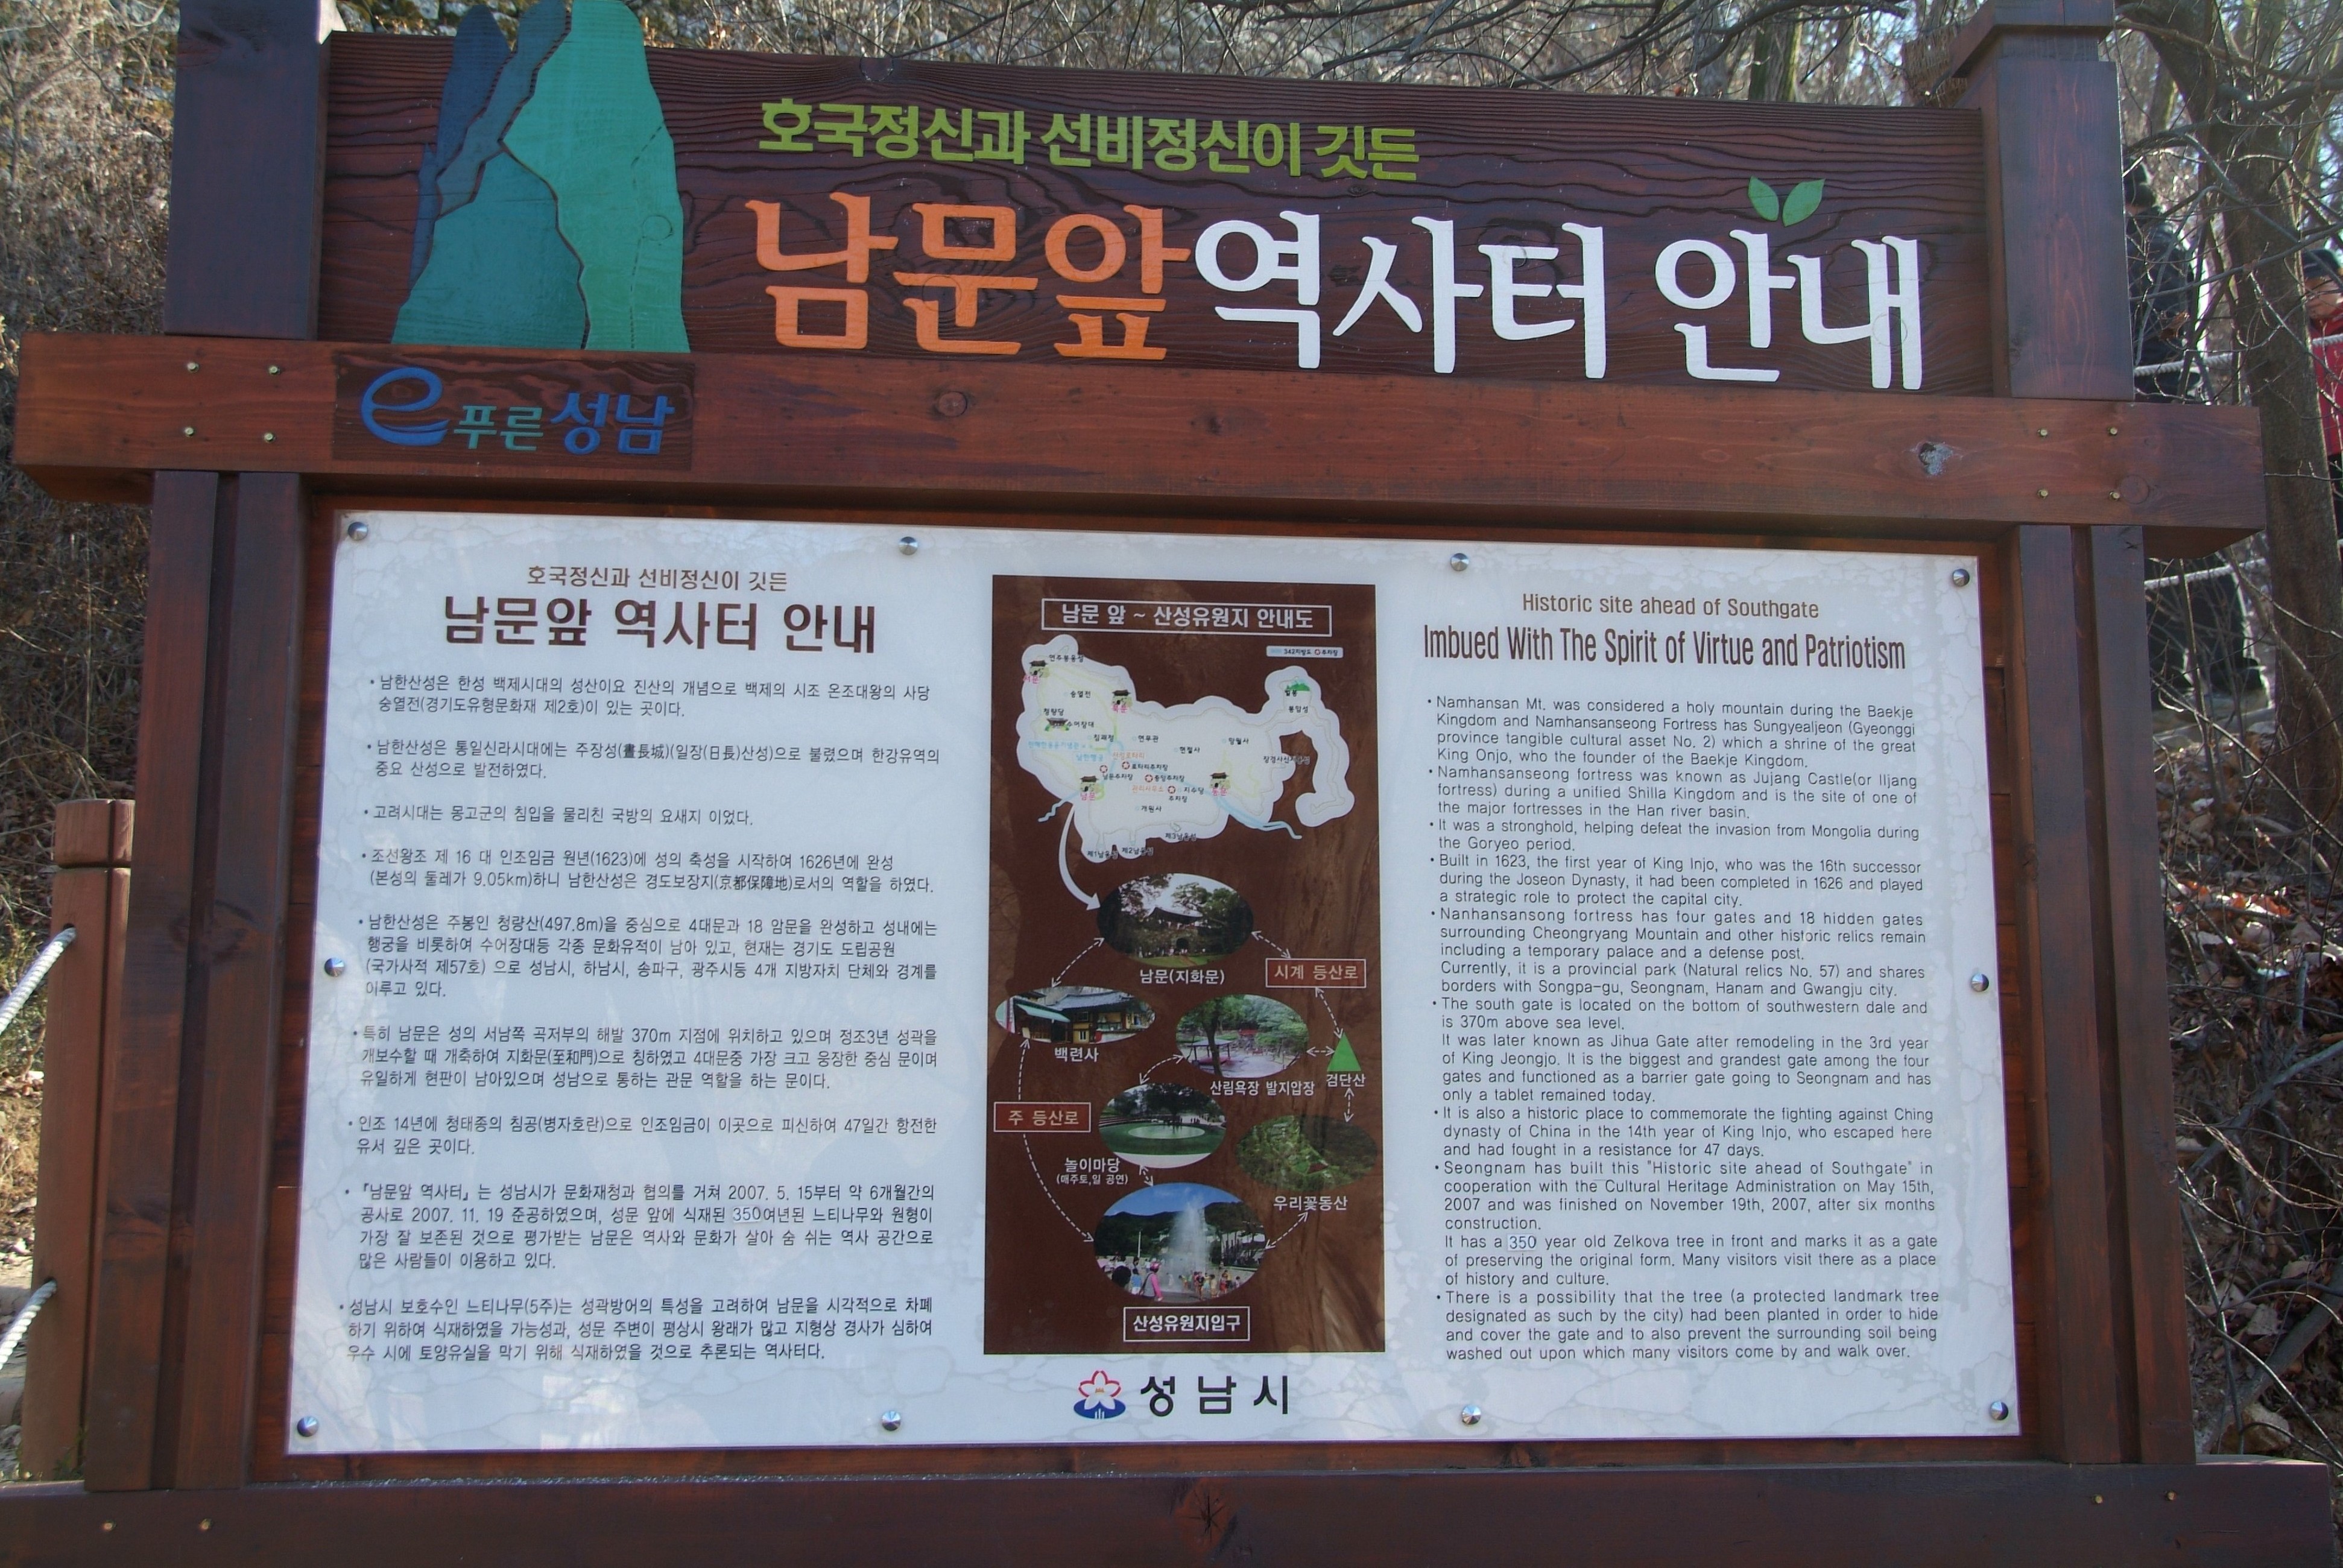 호국정신과 선비정신이 깃든
남문앞역사터 안내
e푸른성남
호국정신과 선비정신이 깃든
남문앞 역사터 안내
• 남한산성은 한성 백제시대의 성산이요 진산의 개념으로 백제의 시조 온조대왕의 사당
숭열전(경기도유형문화재 제2호)이 있는 곳이다.
• 남한산성은 통일신라시대에는 주장성(晝長城)(일장(日長)산성)으로 불렸으며 한강유역의
중요 산성으로 발전하였다.
• 고려시대는 몽고군의 침입을 물리친 국방의 요새지 이었다.
• 조선왕조 제 16 대 인조임금 원년(1623)에 성의 축성을 시작하여 1626년에 완성
(본성의 둘레가 9.05km)하니 남한산성은 경도보장지(京都保障地)로서의 역할을 하였다.
• 남한산성은 주봉인 청량산(497.8m)을 중심으로 4대문과 18 암문을 완성하고 성내에는
행궁을 비롯하여 수어장대등 각종 문화유적이 남아 있고, 현재는 경기도 도립공원
(국가사적 제57호) 으로 성남시, 하남시, 송파구, 광주시등 4개 지방자치 단체와 경계를
이루고 있다.
• 특히 남문은 성의 서남쪽 곡저부의 해발 370m 지점에 위치하고 있으며 정조3년 성곽을
개보수할 때 개축하여 지화문(至和門)으로 칭하였고 4대문중 가장 크고 웅장한 중심 문이며
유일하게 현판이 남아있으며 성남으로 통하는 관문 역할을 하는 문이다.
• 인조 14년에 청태종의 침공(병자호란)으로 인조임금이 이곳으로 피신하여 47일간 항전한
유서 깊은 곳이다.
• 「남문앞 역사터」는 성남시가 문화재청과 협의를 거쳐 2007. 5. 15부터 약 6개월간의
공사로 2007. 11. 19 준공하였으며, 성문 앞에 식재된 350여년된 느티나무와 원형이
가장 잘 보존된 것으로 평가받는 남문은 역사와 문화가 살아 숨 쉬는 역사 공간으로
많은 사람들이 이용하고 있다.
• 성남시 보호수인 느티나무(5주)는 성곽방어의 특성을 고려하여 남문을 시각적으로 차폐
하기 위하여 식재하였을 가능성과, 성문 주변이 평상시 왕래가 많고 지형상 경사가 심하여
우수 시에 토양유실을 막기 위해 식재하였을 것으로 추론되는 역사터다.
남문 앞 ~ 산성유원지 안내도
342지방도 주차장
숭열전
수어장대
연무관
현절사
장경사신지옹성
개원사
지수당
남문(지화문)
시계 등산로
백련사
산림욕장 발지압장
검단산
주 등산로
놀이마당
(매주토,일 공연)
우리꽃동산
산성유원지입구
성남시
Historic site ahead of Southgate
Imbued With The Spirit of Virtue and Patriotism
• Namhansan Mt. was considered a holy mountain during the Baekje
Kingdom and Namhansanseong Fortress has Sungyealjeon (Gyeonggi
province tangible cultural asset No. 2) which a shrine of the great
King Onjo, who the founder of the Baekje Kingdom.
• Namhansanseong fortress was known as Jujang Castle(or Iljang
fortress) during a unified Shilla Kingdom and is the site of one of
the major fortresses in the Han river basin.
• It was a stronghold, helping defeat the invasion from Mongolia during
the Goryeo period.
• Built in 1623, the first year of King Injo, who was the 16th successor
during the Joseon Dynasty, it had been completed in 1626 and played
a strategic role to protect the capital city.
• Nanhansansong fortress has four gates and 18 hidden gates
surrounding Cheongryang Mountain and other historic relics remain
including a temporary palace and a defense post.
Currently, it is a provincial park (Natural relics No. 57) and shares
borders with Songpa-gu, Seongnam, Hanam and Gwangju city.
• The south gate is located on the bottom of southwestern dale and
is 370m above sea level.
It was later known as Jihua Gate after remodeling in the 3rd year
of King Jeongjo. It is the biggest and grandest gate among the four
gates and functioned as a barrier gate going to Seongnam and has
only a tablet remained today.
• It is also a historic place to commemorate the fighting against Ching
dynasty of China in the 14th year of King Injo, who escaped here
and had fought in a resistance for 47 days.
• Seongnam has built this "Historic site ahead of Southgate" in
cooperation with the Cultural Heritage Administration on May 15th,
2007 and was finished on November 19th, 2007, after six months
construction.
It has a 350 year old Zelkova tree in front and marks it as a gate
of preserving the original form. Many visitors visit there as a place
of history and culture.
• There is a possibility that the tree (a protected landmark tree
designated as such by the city) had been planted in order to hide
and cover the gate and to also prevent the surrounding soil being
washed out upon which many visitors come by and walk over.